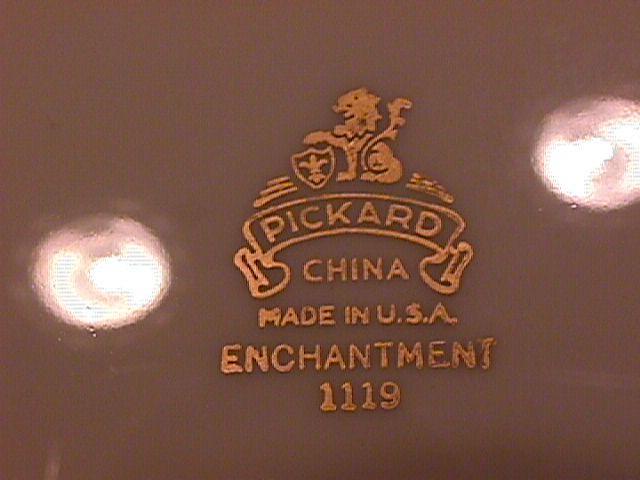 PICKARD
CHINA
MADE IN U.S.A.
ENCHANTMENT
1119